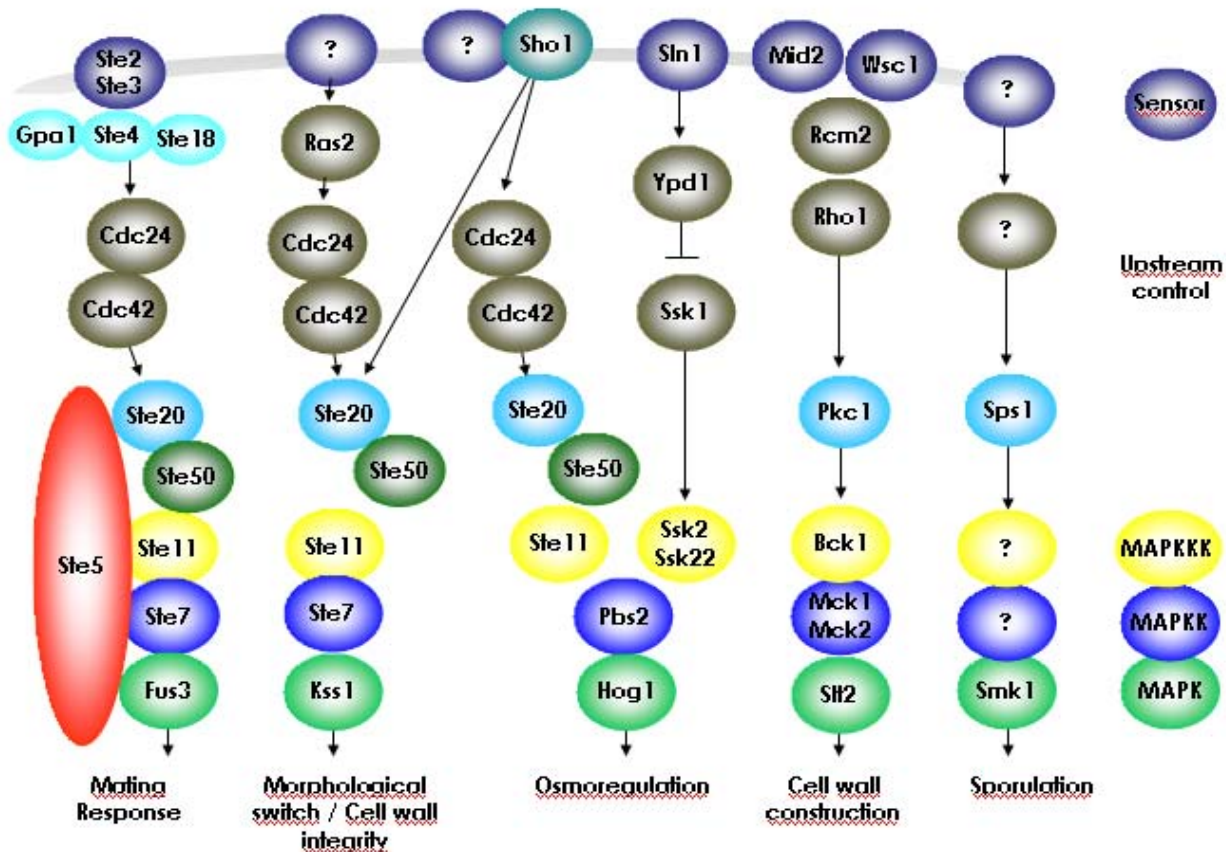 Ste2
Ste3
?
?
Sho1
Sln1
Mid2
Wsc1
?
Sensor
Gpa1
Ste4
Ste18
Ras2
Rcm2
Ypd1
Rho1
?
Cdc24
Cdc24
Cdc24
Upstream
control
Cdc42
Cdc42
Cdc42
Ssk1
Ste20
Ste20
Ste20
Pkc1
Sps1
Ste50
Ste50
Ste50
Ste5
Ste11
Ste11
Ste11
Ssk2
Ssk22
Bck1
?
MAPKKK
Ste7
Ste7
Pbs2
Mck1
Mck2
?
MAPKK
Fus3
Kss1
Hog1
Slt2
Smk1
MAPK
Mating
Response
Morphological
switch / Cell wall
integrity
Osmoregulation
Cell wall
construction
Sporulation